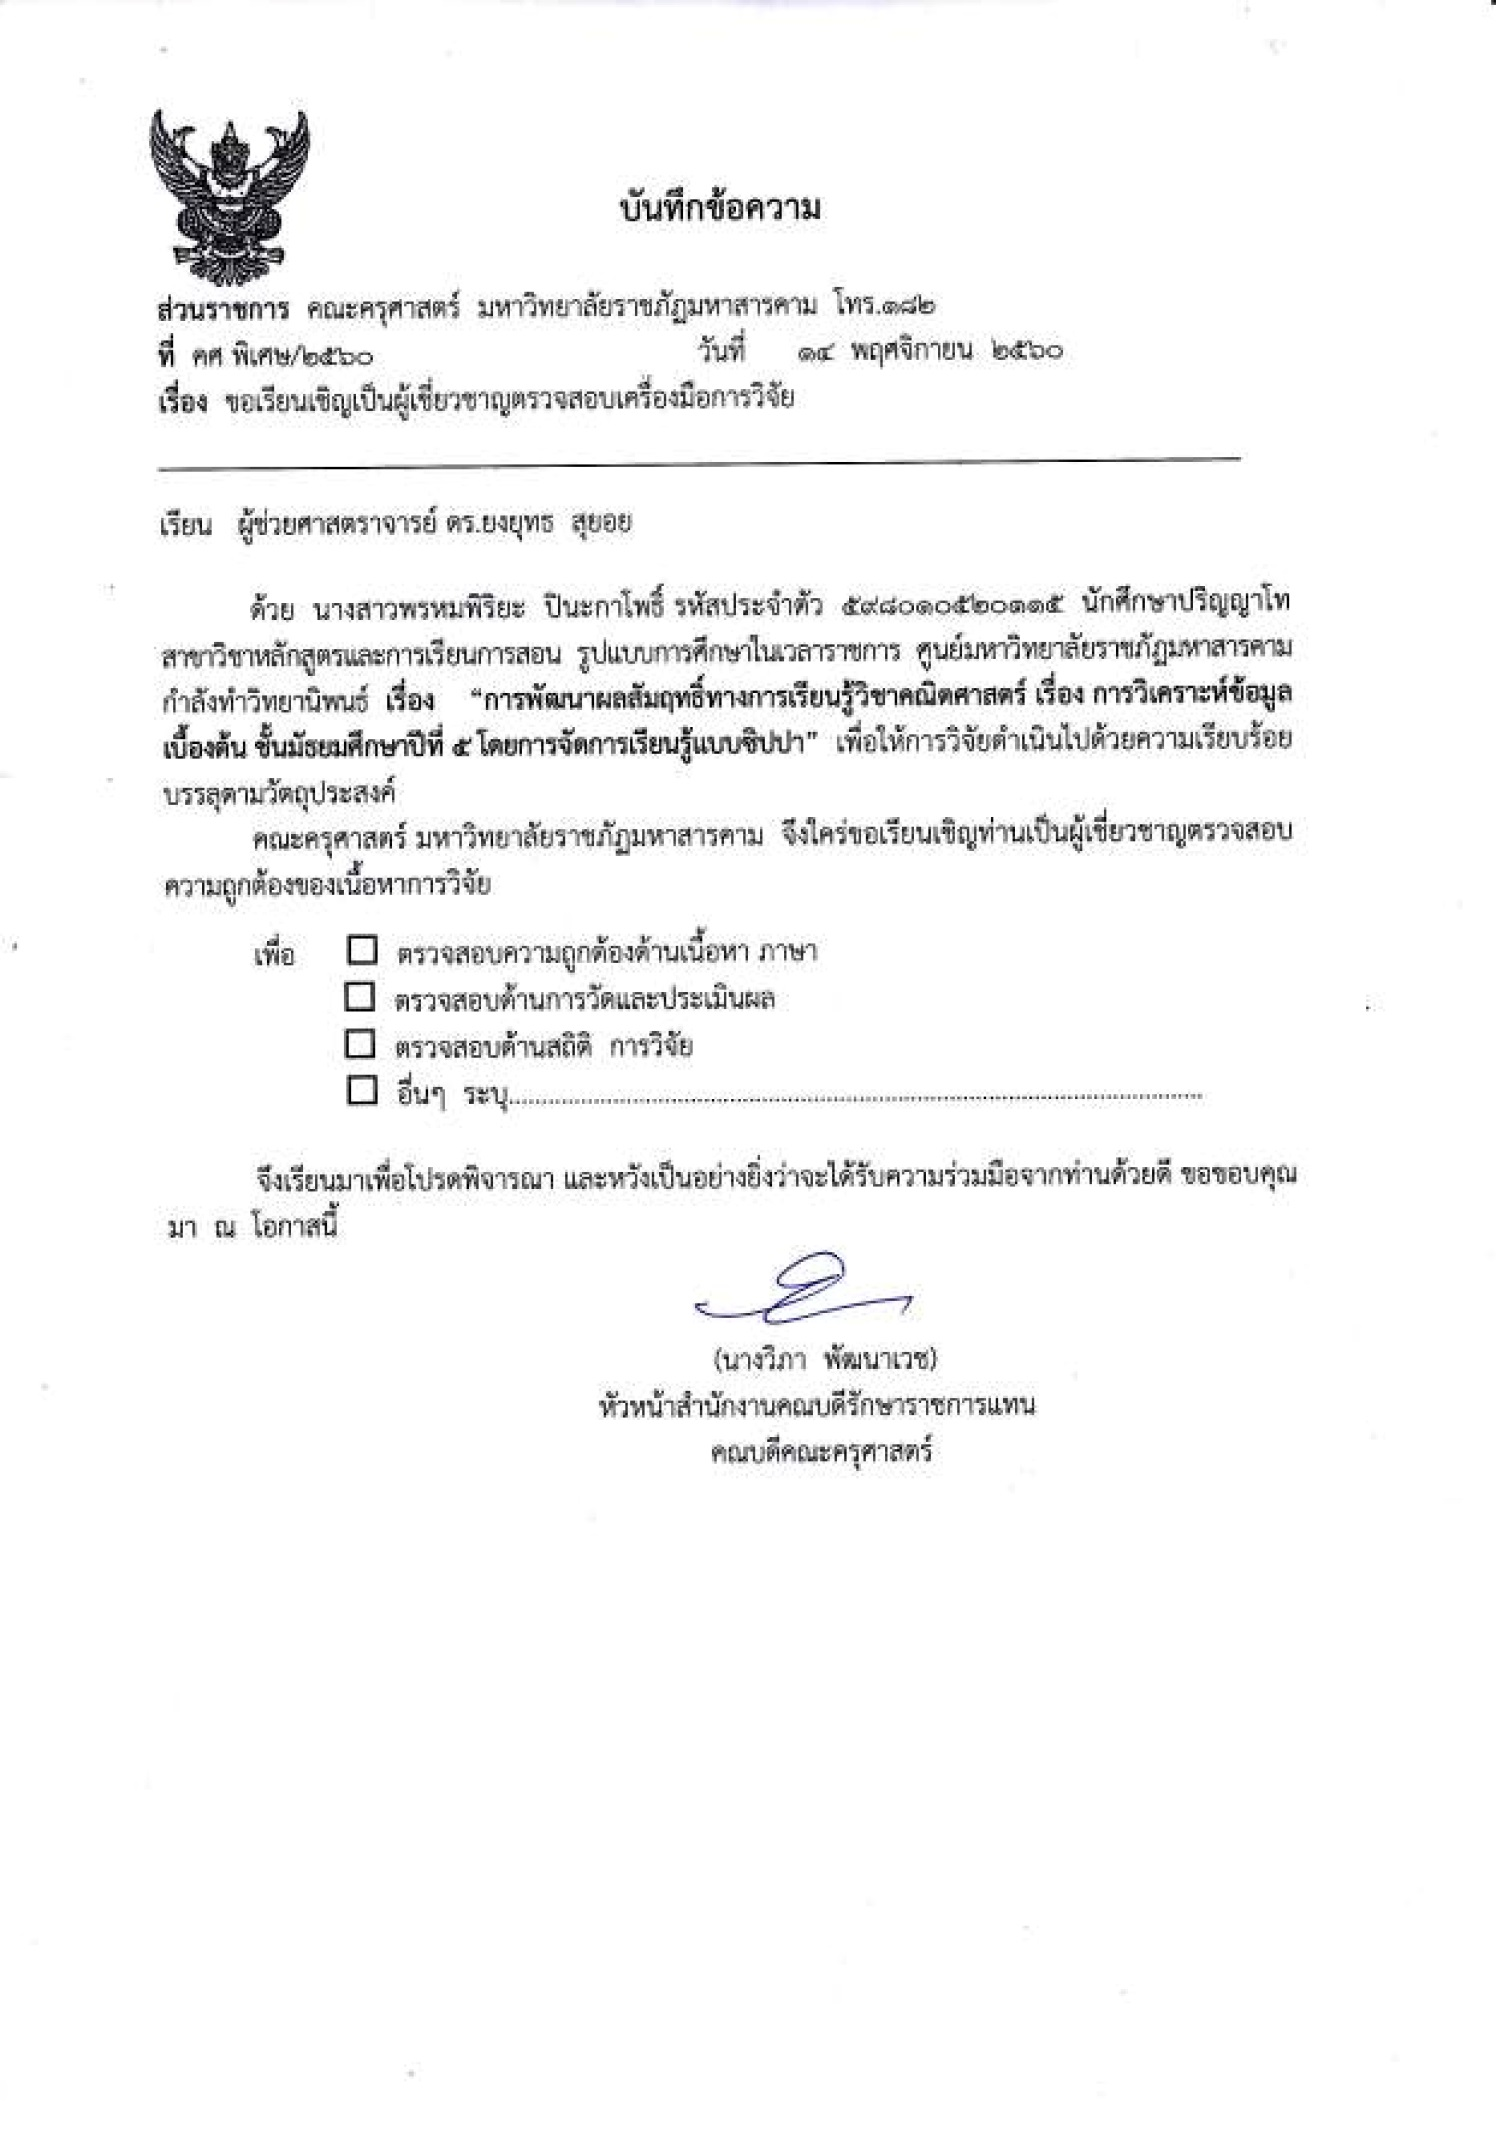 บันทึกข้อความ
ส่วนราชการ คณะครุศาสตร์ มหาวิทยาลัยราชภัฏมหาสารคาม โทร.๑๘๒
ที่ คศ พิเศษ/๒๕๖๐ วันที่ ๑๔ พฤศจิกายน ๒๕๖๐
เรื่อง ขอเรียนเชิญเป็นผู้เชี่ยวชาญตรวจสอบเครื่องมือการวิจัย
เรียน ผู้ช่วยศาสตราจารย์ ดร.ยงยุทธ สุยอย
ด้วย นางสาวพรหมพิริยะ ปินะกาโพธิ์ รหัสประจำตัว ๕๙๘๐๑๐๕๒๐๑๑๕ นักศึกษาปริญญาโท
สาขาวิชาหลักสูตรและการเรียนการสอน รูปแบบการศึกษาในเวลาราชการ ศูนย์มหาวิทยาลัยราชภัฏมหาสารคาม
กำลังทำวิทยานิพนธ์ เรื่อง “การพัฒนาผลสัมฤทธิ์ทางการเรียนรู้วิชาคณิตศาสตร์ เรื่อง การวิเคราะห์ข้อมูล
เบื้องต้น ชั้นมัธยมศึกษาปีที่ ๕ โดยการจัดการเรียนรู้แบบซิปปา” เพื่อให้การวิจัยดำเนินไปด้วยความเรียบร้อย
บรรลุตามวัตถุประสงค์
คณะครุศาสตร์ มหาวิทยาลัยราชภัฏมหาสารคาม จึงใคร่ขอเรียนเชิญท่านเป็นผู้เชี่ยวชาญตรวจสอบ
ความถูกต้องของเนื้อหาการวิจัย
เพื่อ ☐ ตรวจสอบความถูกต้องด้านเนื้อหา ภาษา
☐ ตรวจสอบด้านการวัดและประเมินผล
☐ ตรวจสอบด้านสถิติ การวิจัย
☐ อื่นๆ ระบุ..........................................................................................
จึงเรียนมาเพื่อโปรดพิจารณา และหวังเป็นอย่างยิ่งว่าจะได้รับความร่วมมือจากท่านด้วยดี ขอขอบคุณ
มา ณ โอกาสนี้
(นางวิภา พัฒนาเวช)
หัวหน้าสำนักงานคณบดีรักษาราชการแทน
คณบดีคณะครุศาสตร์